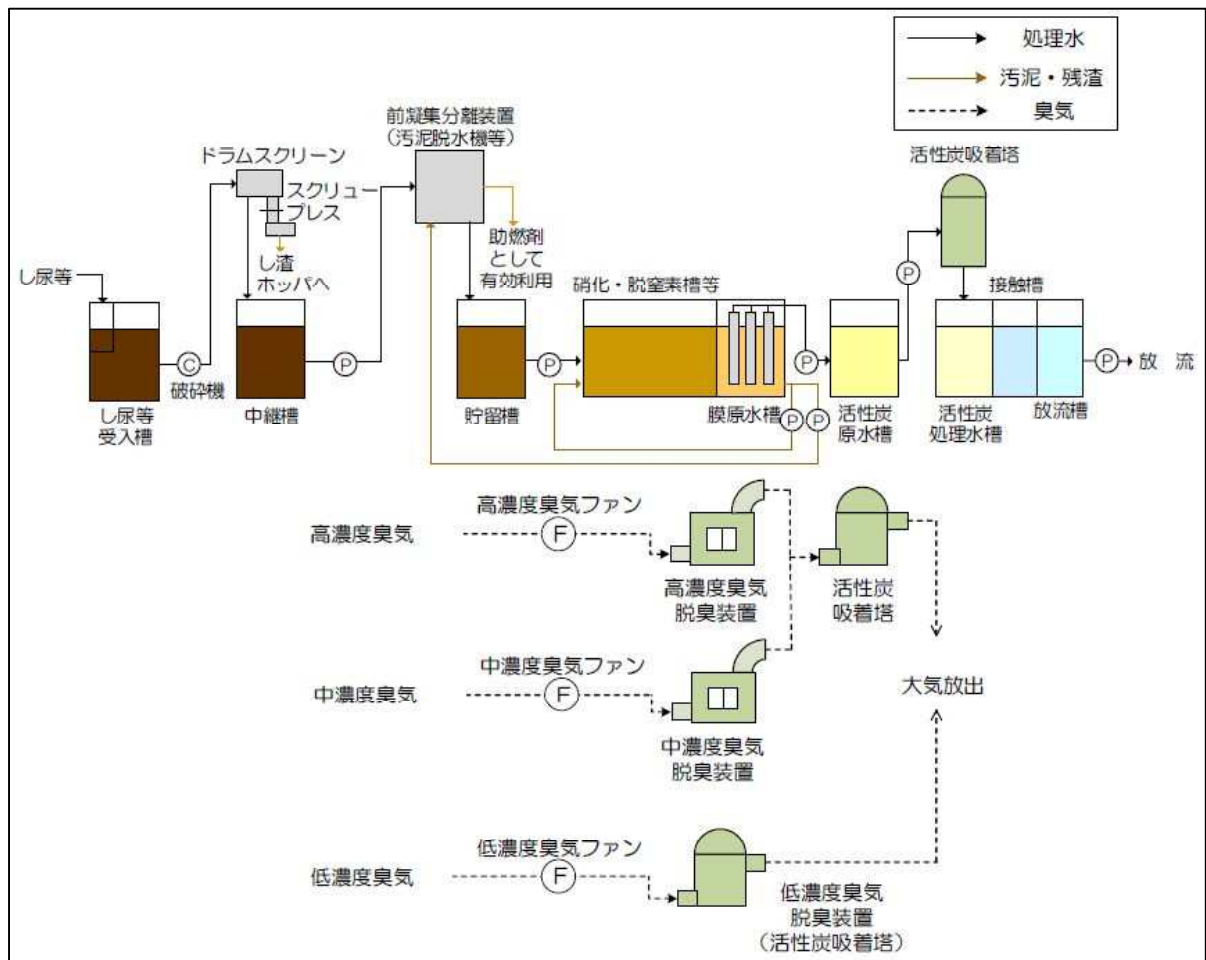 処理水
汚泥・残渣
臭気
前凝集分離装置
（汚泥脱水機等）
ドラムスクリーン
スクリュー
プレス
し渣
ホッパへ
助燃剤
として
有効利用
活性炭吸着塔
し尿等
硝化・脱窒素槽等
接触槽
C
破砕機
P
P
P
P
P
放　流
P
P
し尿等
受入槽
中継槽
貯留槽
膜原水槽
活性炭
原水槽
活性炭
処理水槽
放流槽
高濃度臭気
高濃度臭気ファン
F
高濃度臭気
脱臭装置
活性炭
吸着塔
中濃度臭気
中濃度臭気ファン
F
中濃度臭気
脱臭装置
大気放出
低濃度臭気
低濃度臭気ファン
F
低濃度臭気
脱臭装置
（活性炭吸着塔）